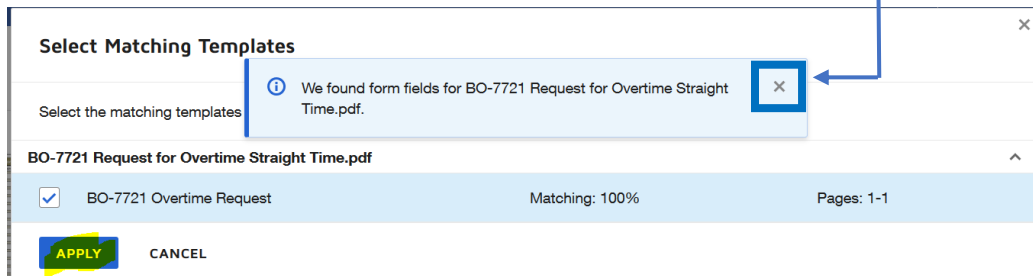 Select Matching Templates
We found form fields for BO-7721 Request for Overtime Straight
Time.pdf.
Select the matching templates
BO-7721 Request for Overtime Straight Time.pdf
BO-7721 Overtime Request Matching: 100% Pages: 1-1
APPLY CANCEL